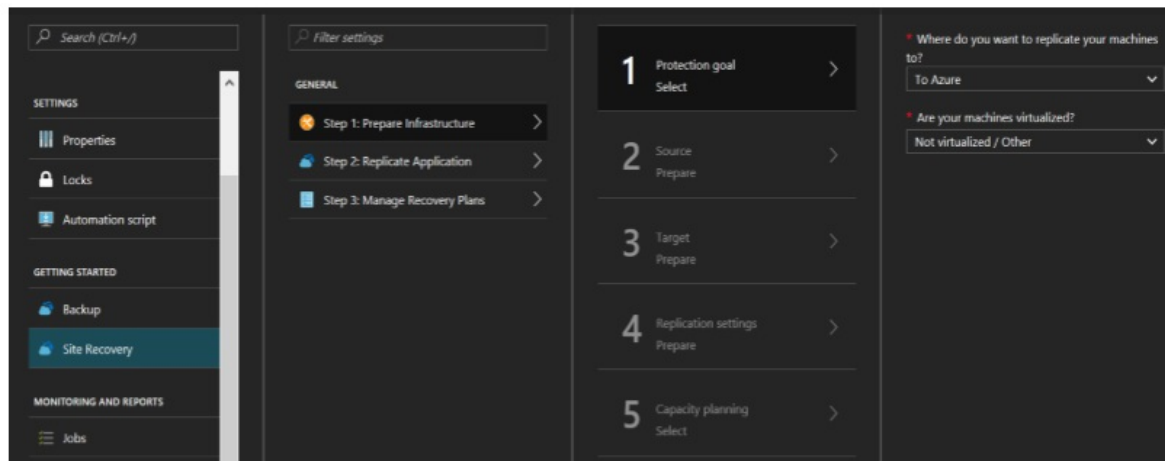 Search (Ctrl+/)
SETTINGS
Properties
Locks
Automation script
GETTING STARTED
Backup
Site Recovery
MONITORING AND REPORTS
Jobs
Filter settings
GENERAL
Step 1: Prepare Infrastructure
Step 2: Replicate Application
Step 3: Manage Recovery Plans
1
Protection goal
Select
2
Source
Prepare
3
Target
Prepare
4
Replication settings
Prepare
5
Capacity planning
Select
* Where do you want to replicate your machines
to?
To Azure
* Are your machines virtualized?
Not virtualized / Other